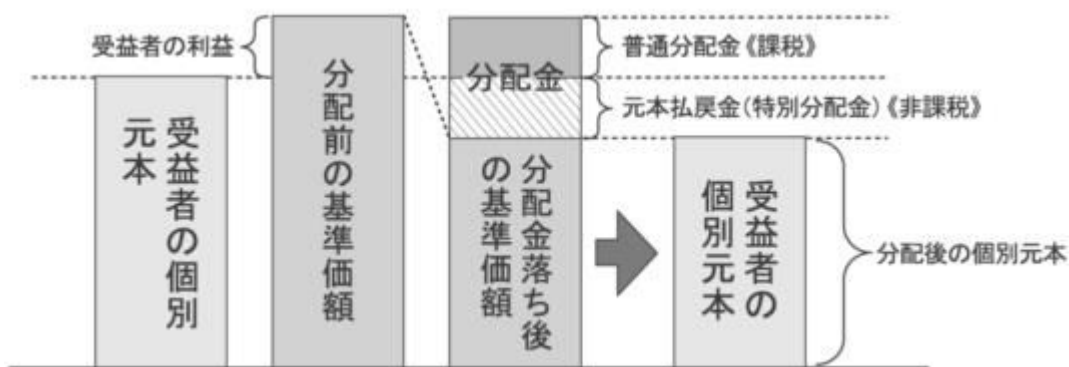 受益者の利益
普通分配金《課税》
分配金
元本払戻金(特別分配金)《非課税》
受益者の個別
元本
分配前の基準価額
分配金落ち後
の基準価額
受益者の
個別元本
分配後の個別元本